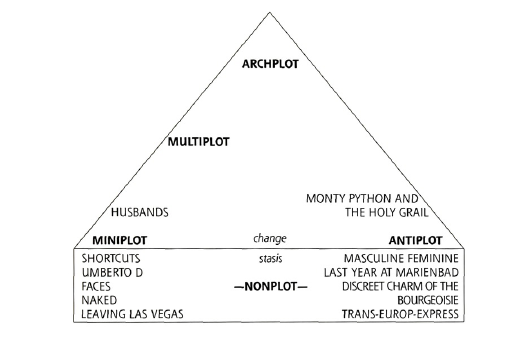 ARCHPLOT
MULTIPLOT
HUSBANDS
MONTY PYTHON AND
THE HOLY GRAIL
MINIPLOT
change
ANTIPLOT
SHORTCUTS
UMBERTO D
FACES
NAKED
LEAVING LAS VEGAS
stasis
—NONPLOT—
MASCULINE FEMININE
LAST YEAR AT MARIENBAD
DISCREET CHARM OF THE
BOURGEOISIE
TRANS-EUROP-EXPRESS